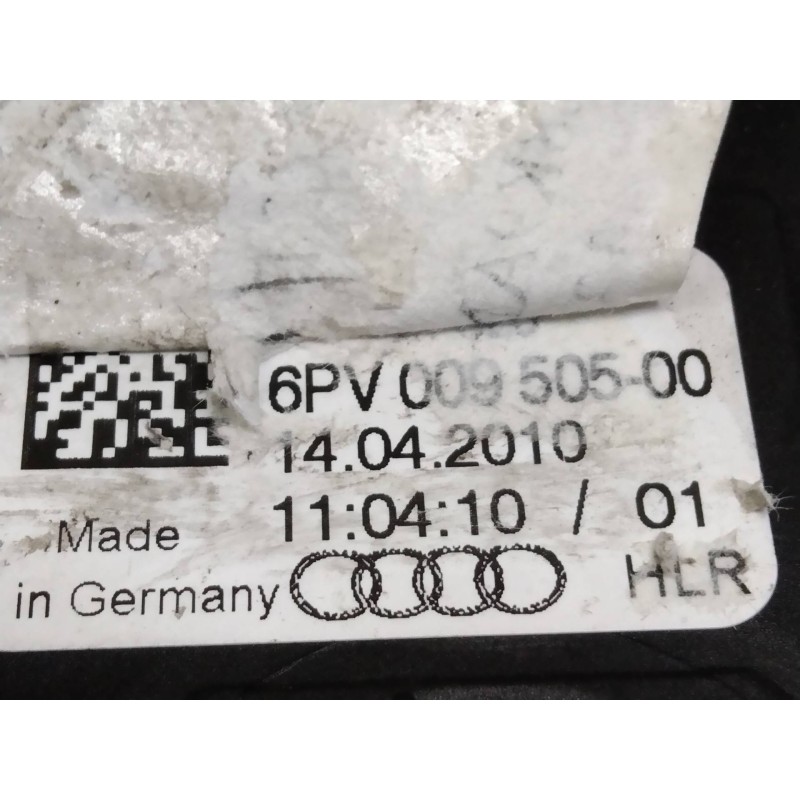 6PV 009 505-00
14.04.2010
11:04:10 / 01
Made
in Germany
HLR